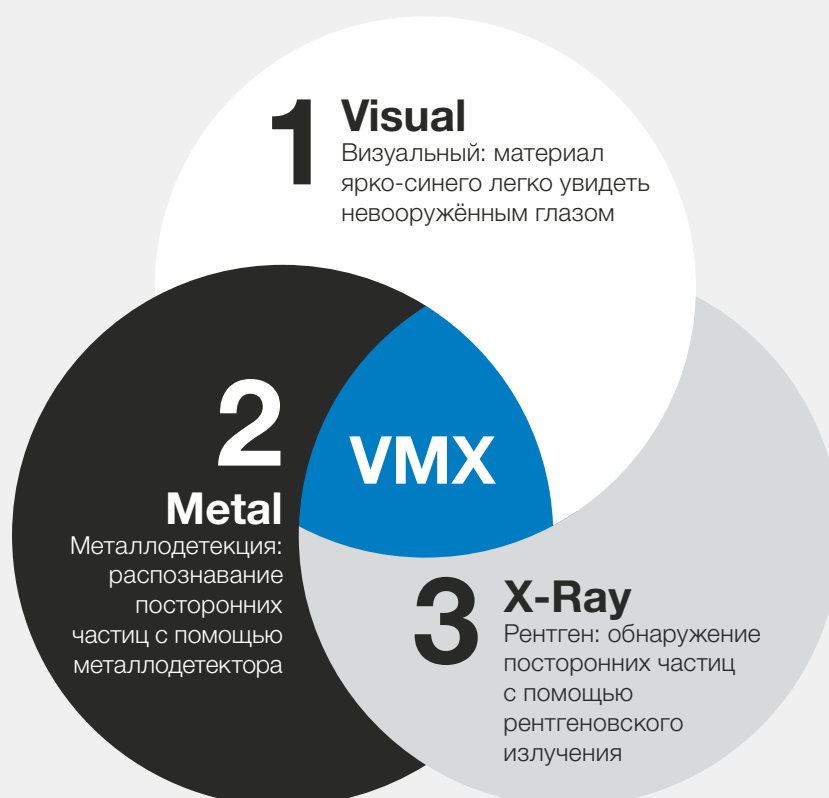 1 Visual
Визуальный: материал
ярко-синего легко увидеть
невооружённым глазом
2
Metal
Металлодетекция:
распознавание
посторонних
частиц с помощью
металлодетектора
VMX
3 X-Ray
Рентген: обнаружение
посторонних частиц
с помощью
рентгеновского
излучения